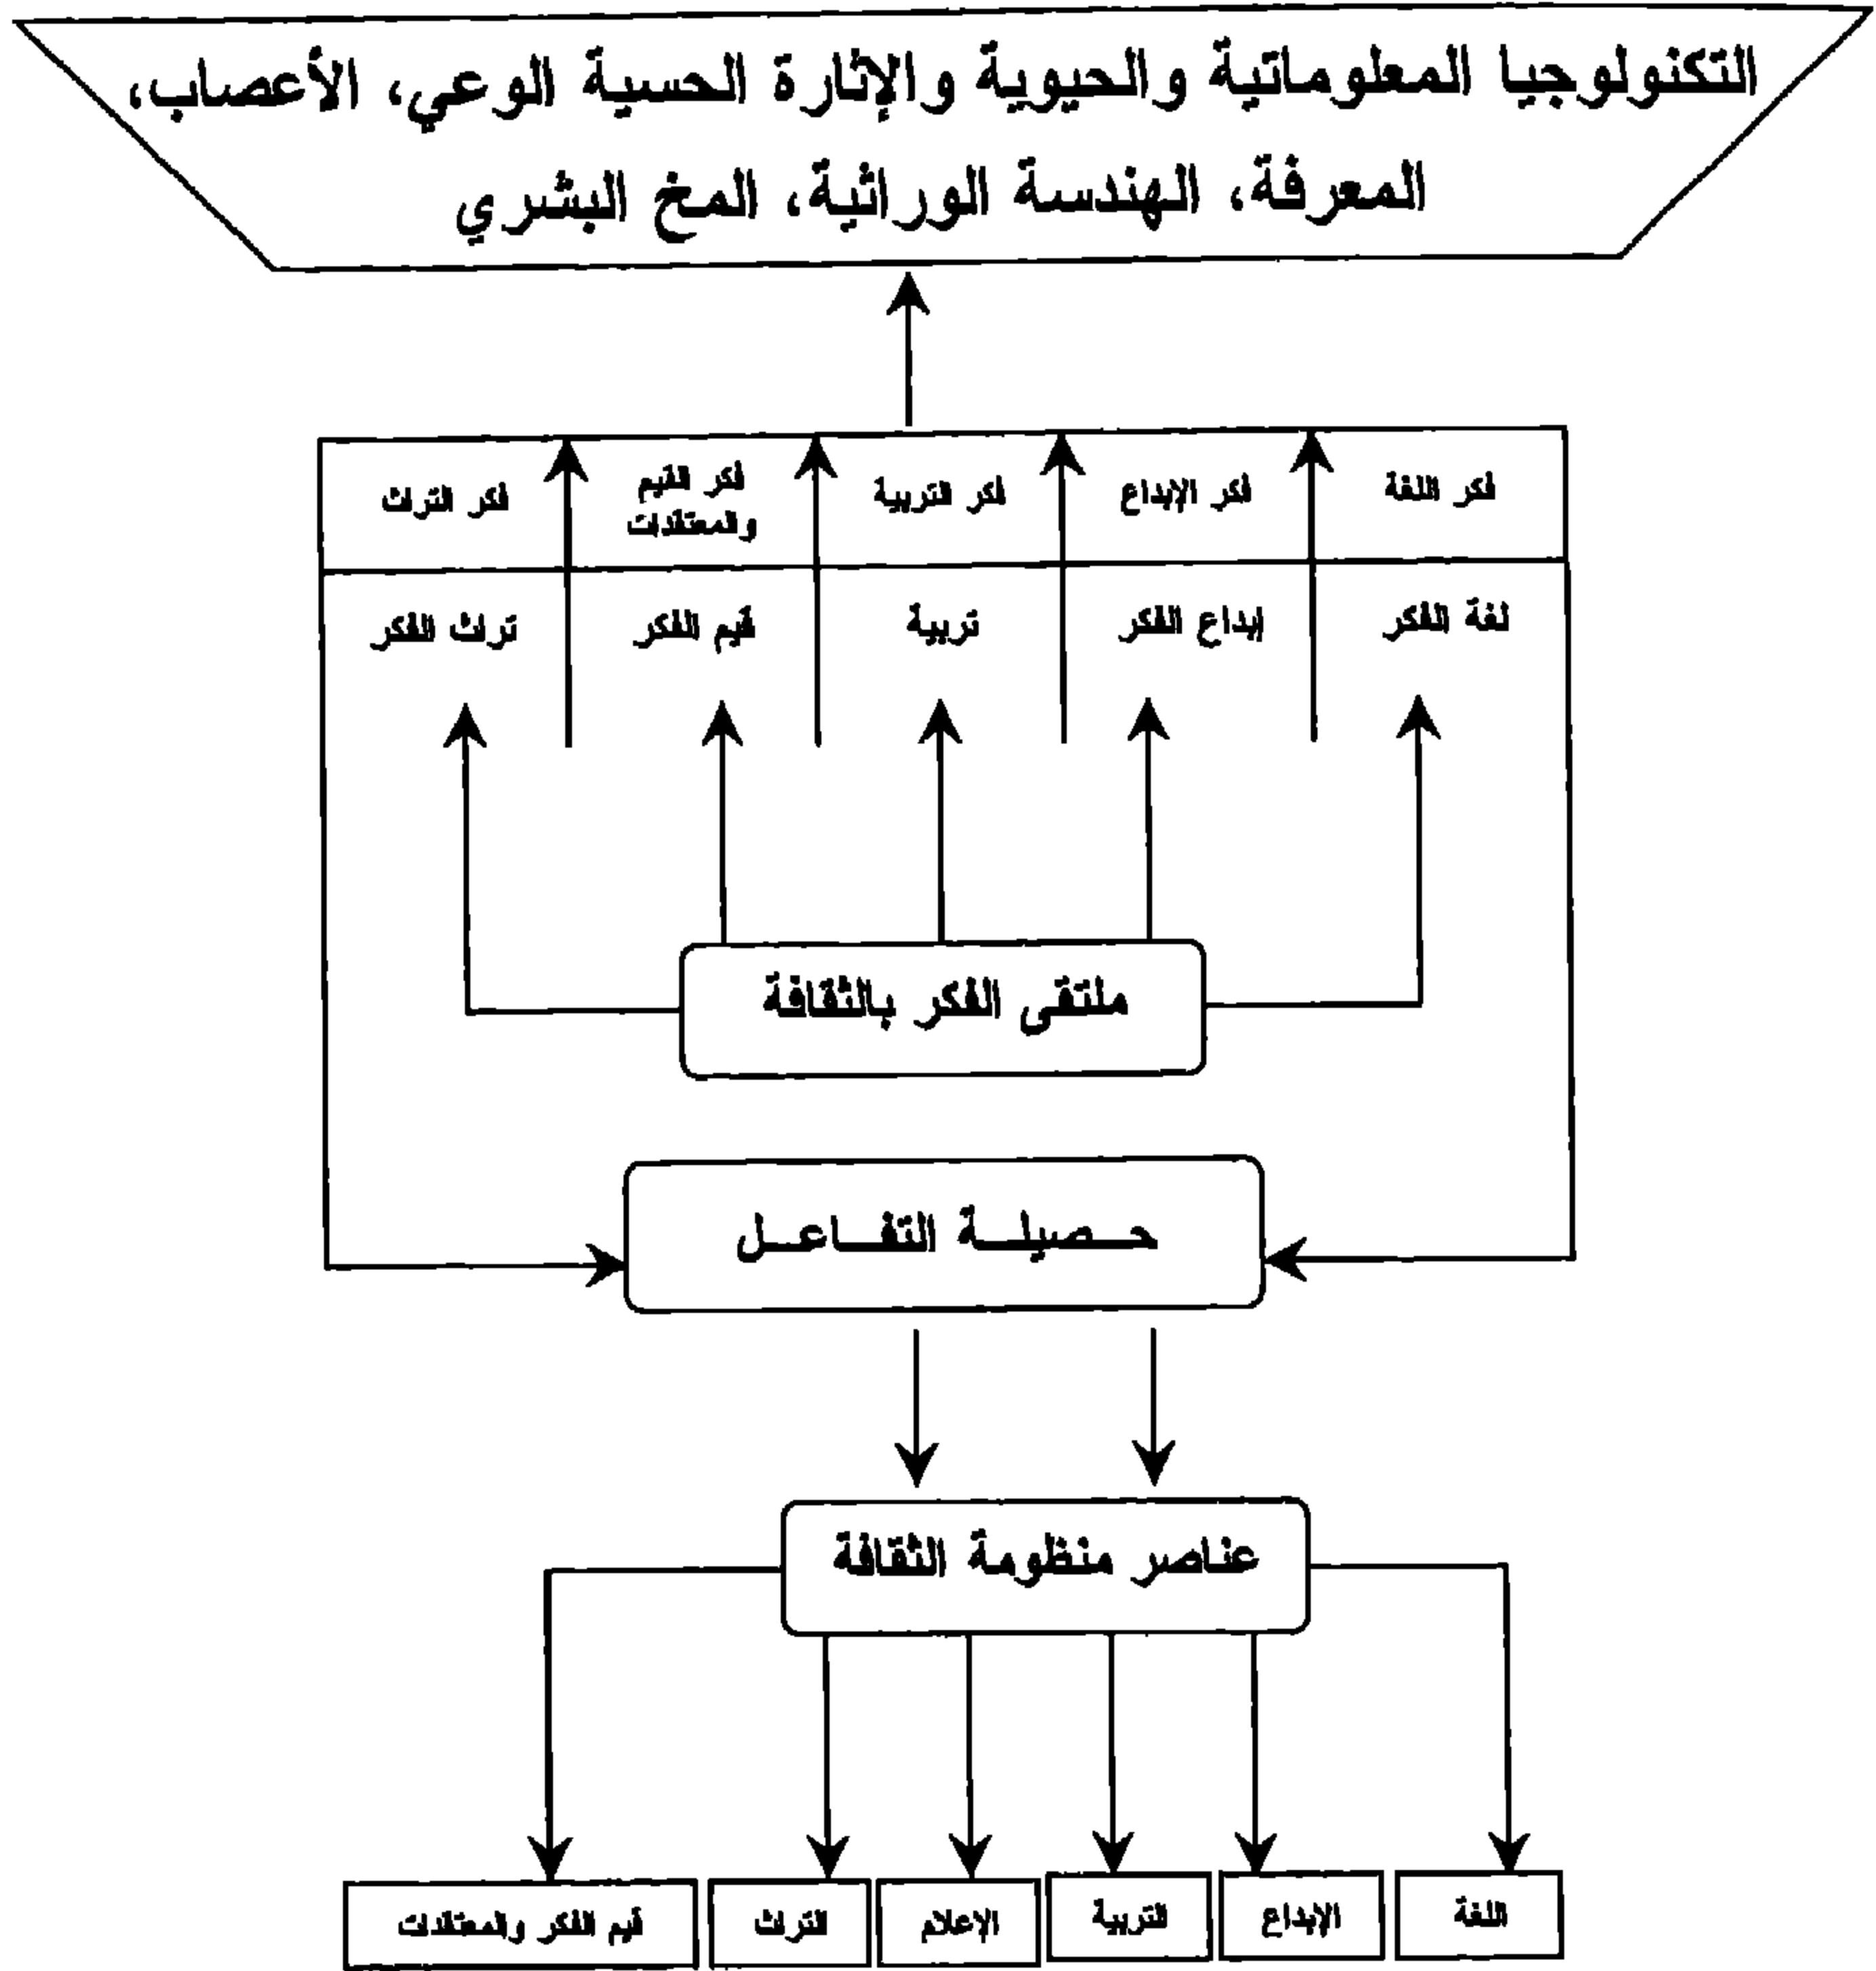 التكنولوجيا المعلوماتية والحيوية والإثارة الحسية الوعي، الأعصاب،
المعرفة، الهندسة الوراثية، المخ البشري
فكر اللغة
فكر الإبداع
فكر التربية
فكر القيم
والمعتقدات
فكر التراث
لغة الفكر
إبداع الفكر
تربية
قيم الفكر
تراث الفكر
ملتقى الفكر بالثقافة
حصيلة التفاعل
عناصر منظومة الثقافة
اللغة
الإبداع
التربية
الإعلام
التراث
قيم الفكر والمعتقدات